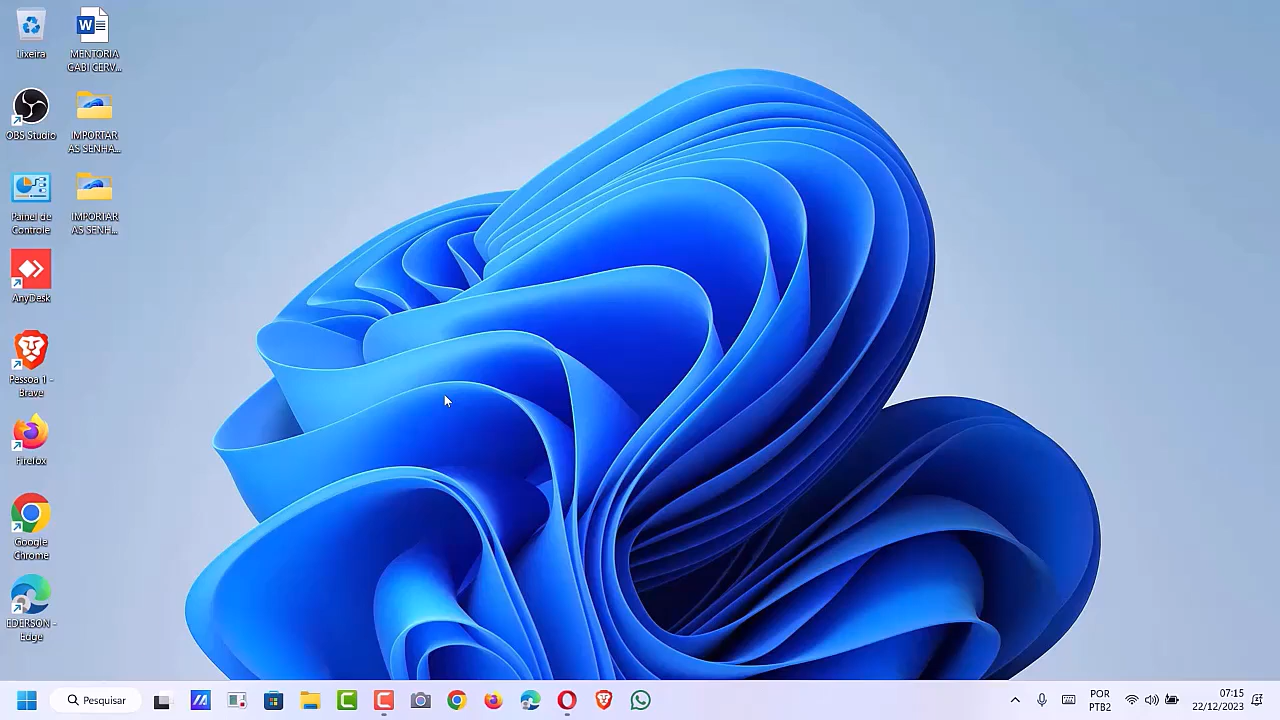 Lixeira
MENTORIA
GABI CERV...
OBS Studio
IMPORTAR
AS SENHA...
Painel de
Controle
IMPORTAR
AS SENH...
AnyDesk
Pessoa 1 -
Brave
Firefox
Google
Chrome
EDERSON -
Edge
Pesquisar
POR
PTB2
07:15
22/12/2023